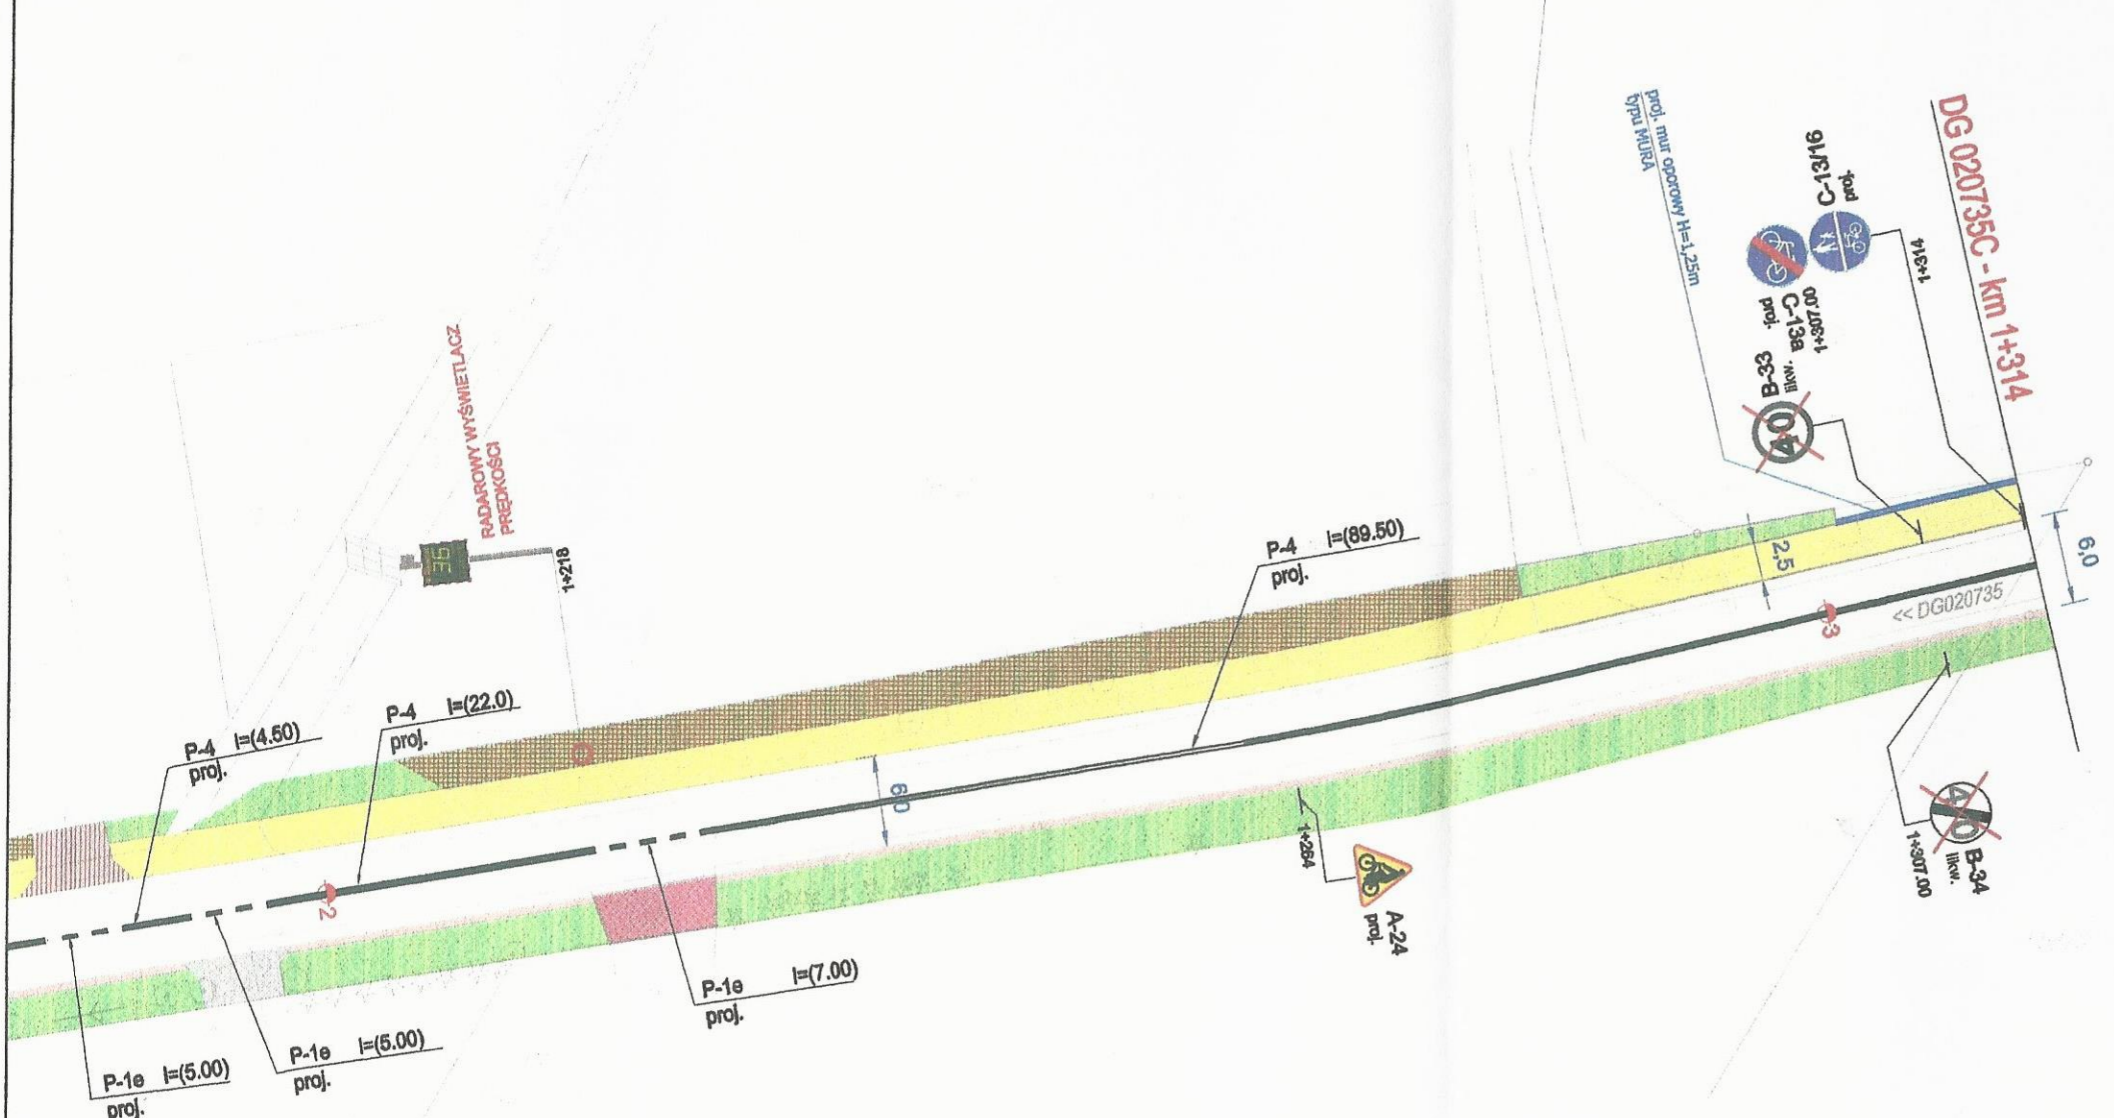 DG 020735C - km 1+314
proj. mur oporowy H=1,25m
typu MURA
C-13/16
proj.
1+314
1+307.00
C-13a
proj.
B-33
likw.
40
RADAROWY WYŚWIETLACZ
PRĘDKOŚCI
1+218
P-4 l=(89.50)
proj.
2,5
6,0
3
<< DG020735
P-4 l=(22.0)
proj.
P-4 l=(4.50)
proj.
6,0
2
1+264
A-24
proj.
40
B-34
likw.
1+307.00
P-1e l=(7.00)
proj.
P-1e l=(5.00)
proj.
P-1e l=(5.00)
proj.